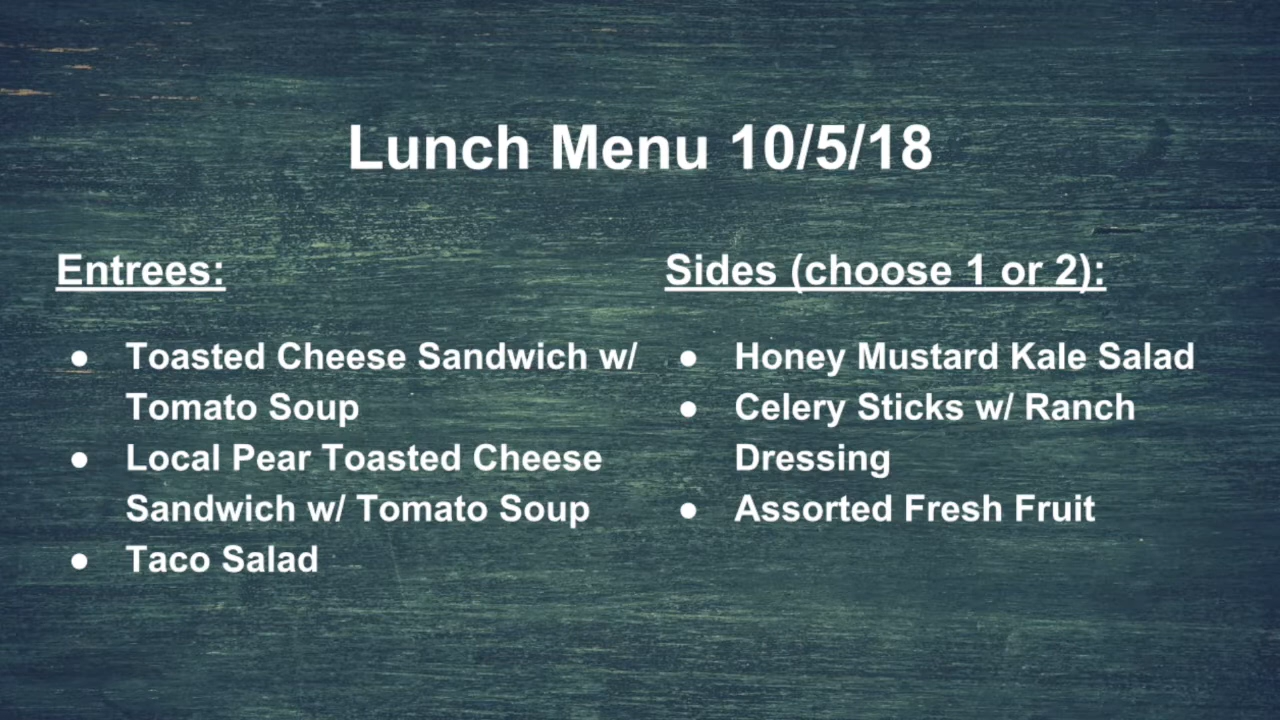 Lunch Menu 10/5/18
Entrees:
● Toasted Cheese Sandwich w/
Tomato Soup
● Local Pear Toasted Cheese
Sandwich w/ Tomato Soup
● Taco Salad
Sides (choose 1 or 2):
● Honey Mustard Kale Salad
● Celery Sticks w/ Ranch
Dressing
● Assorted Fresh Fruit